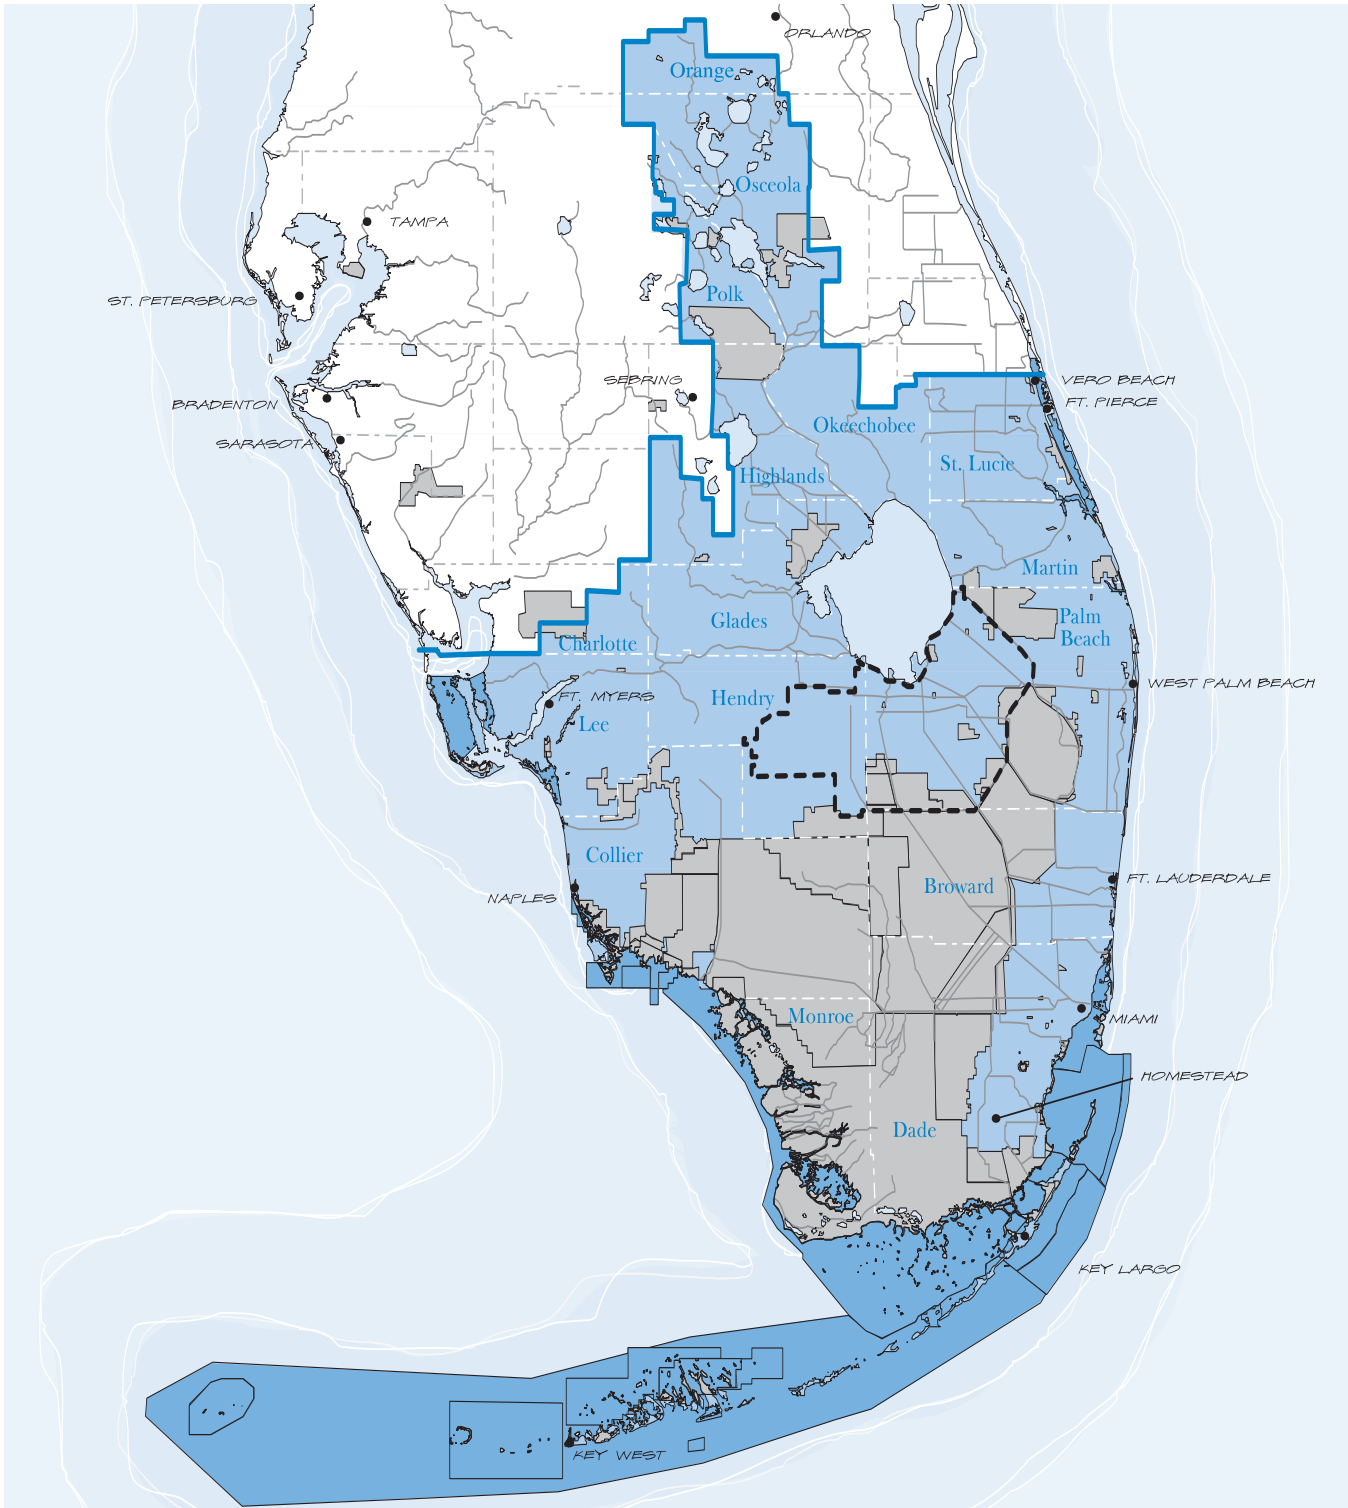 ORLANDO
Orange
Osceola
TAMPA
ST. PETERSBURG
Polk
SEBRING
VERO BEACH
BRADENTON
FT. PIERCE
Okeechobee
SARASOTA
St. Lucie
Highlands
Martin
Glades
Palm
Beach
Charlotte
WEST PALM BEACH
FT. MYERS
Hendry
Lee
Collier
FT. LAUDERDALE
Broward
NAPLES
Monroe
MIAMI
HOMESTEAD
Dade
KEY LARGO
KEY WEST